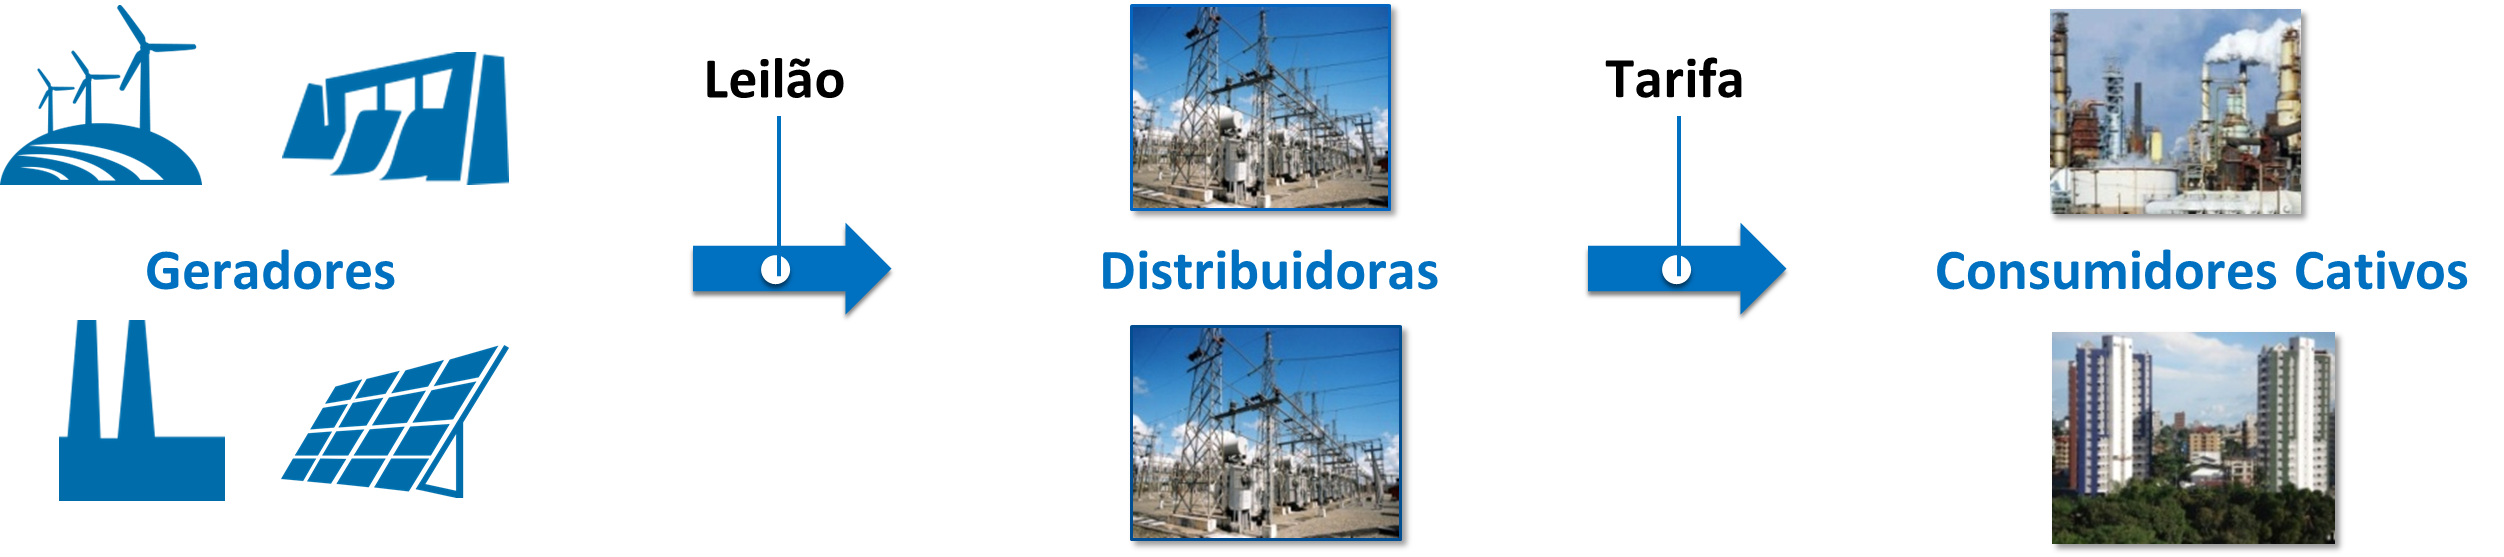 Leilão
Tarifa
Geradores
Distribuidoras
Consumidores Cativos